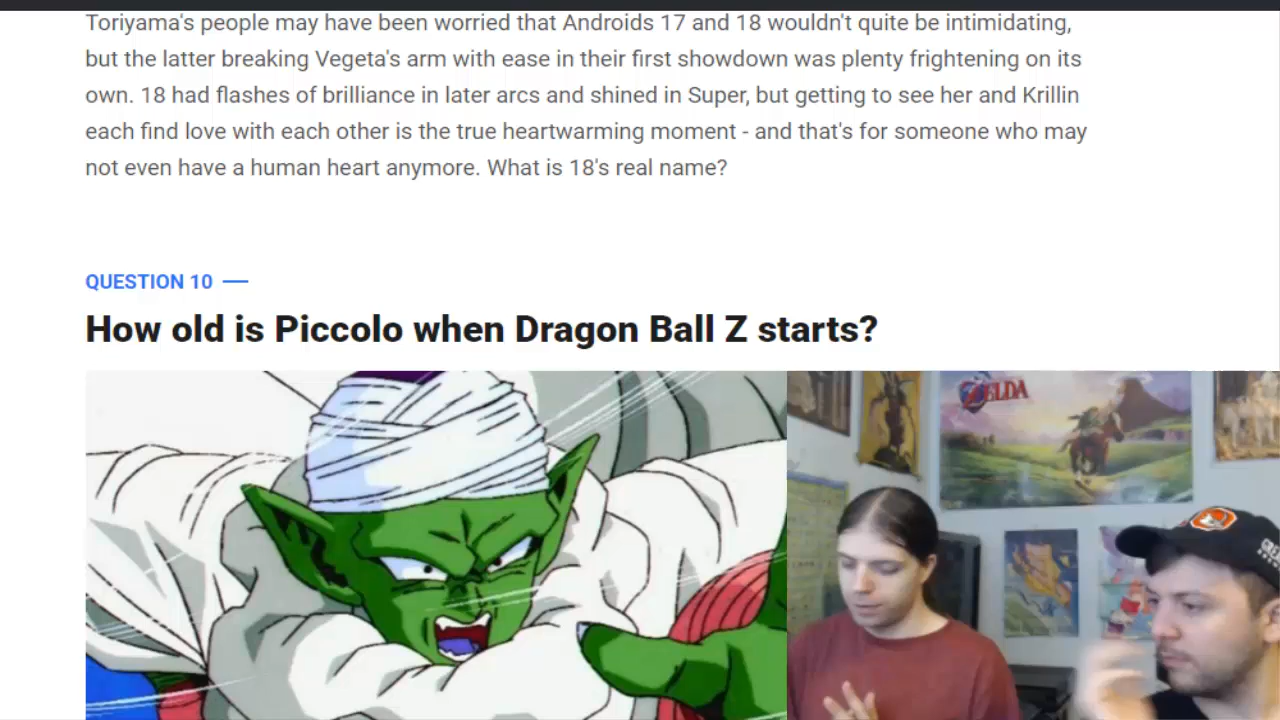 Toriyama's people may have been worried that Androids 17 and 18 wouldn't quite be intimidating,
but the latter breaking Vegeta's arm with ease in their first showdown was plenty frightening on its
own. 18 had flashes of brilliance in later arcs and shined in Super, but getting to see her and Krillin
each find love with each other is the true heartwarming moment - and that's for someone who may
not even have a human heart anymore. What is 18's real name?
QUESTION 10
How old is Piccolo when Dragon Ball Z starts?
ZELDA